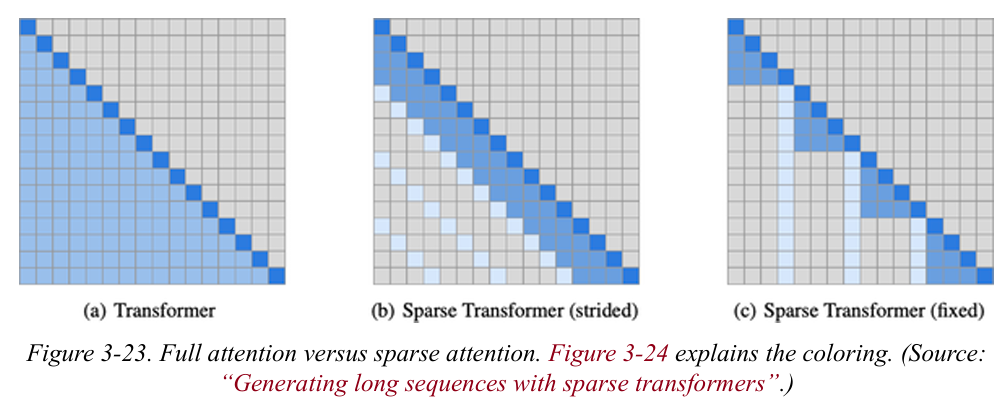 (a) Transformer
(b) Sparse Transformer (strided)
(c) Sparse Transformer (fixed)
Figure 3-23. Full attention versus sparse attention. Figure 3-24 explains the coloring. (Source:
“Generating long sequences with sparse transformers”.)